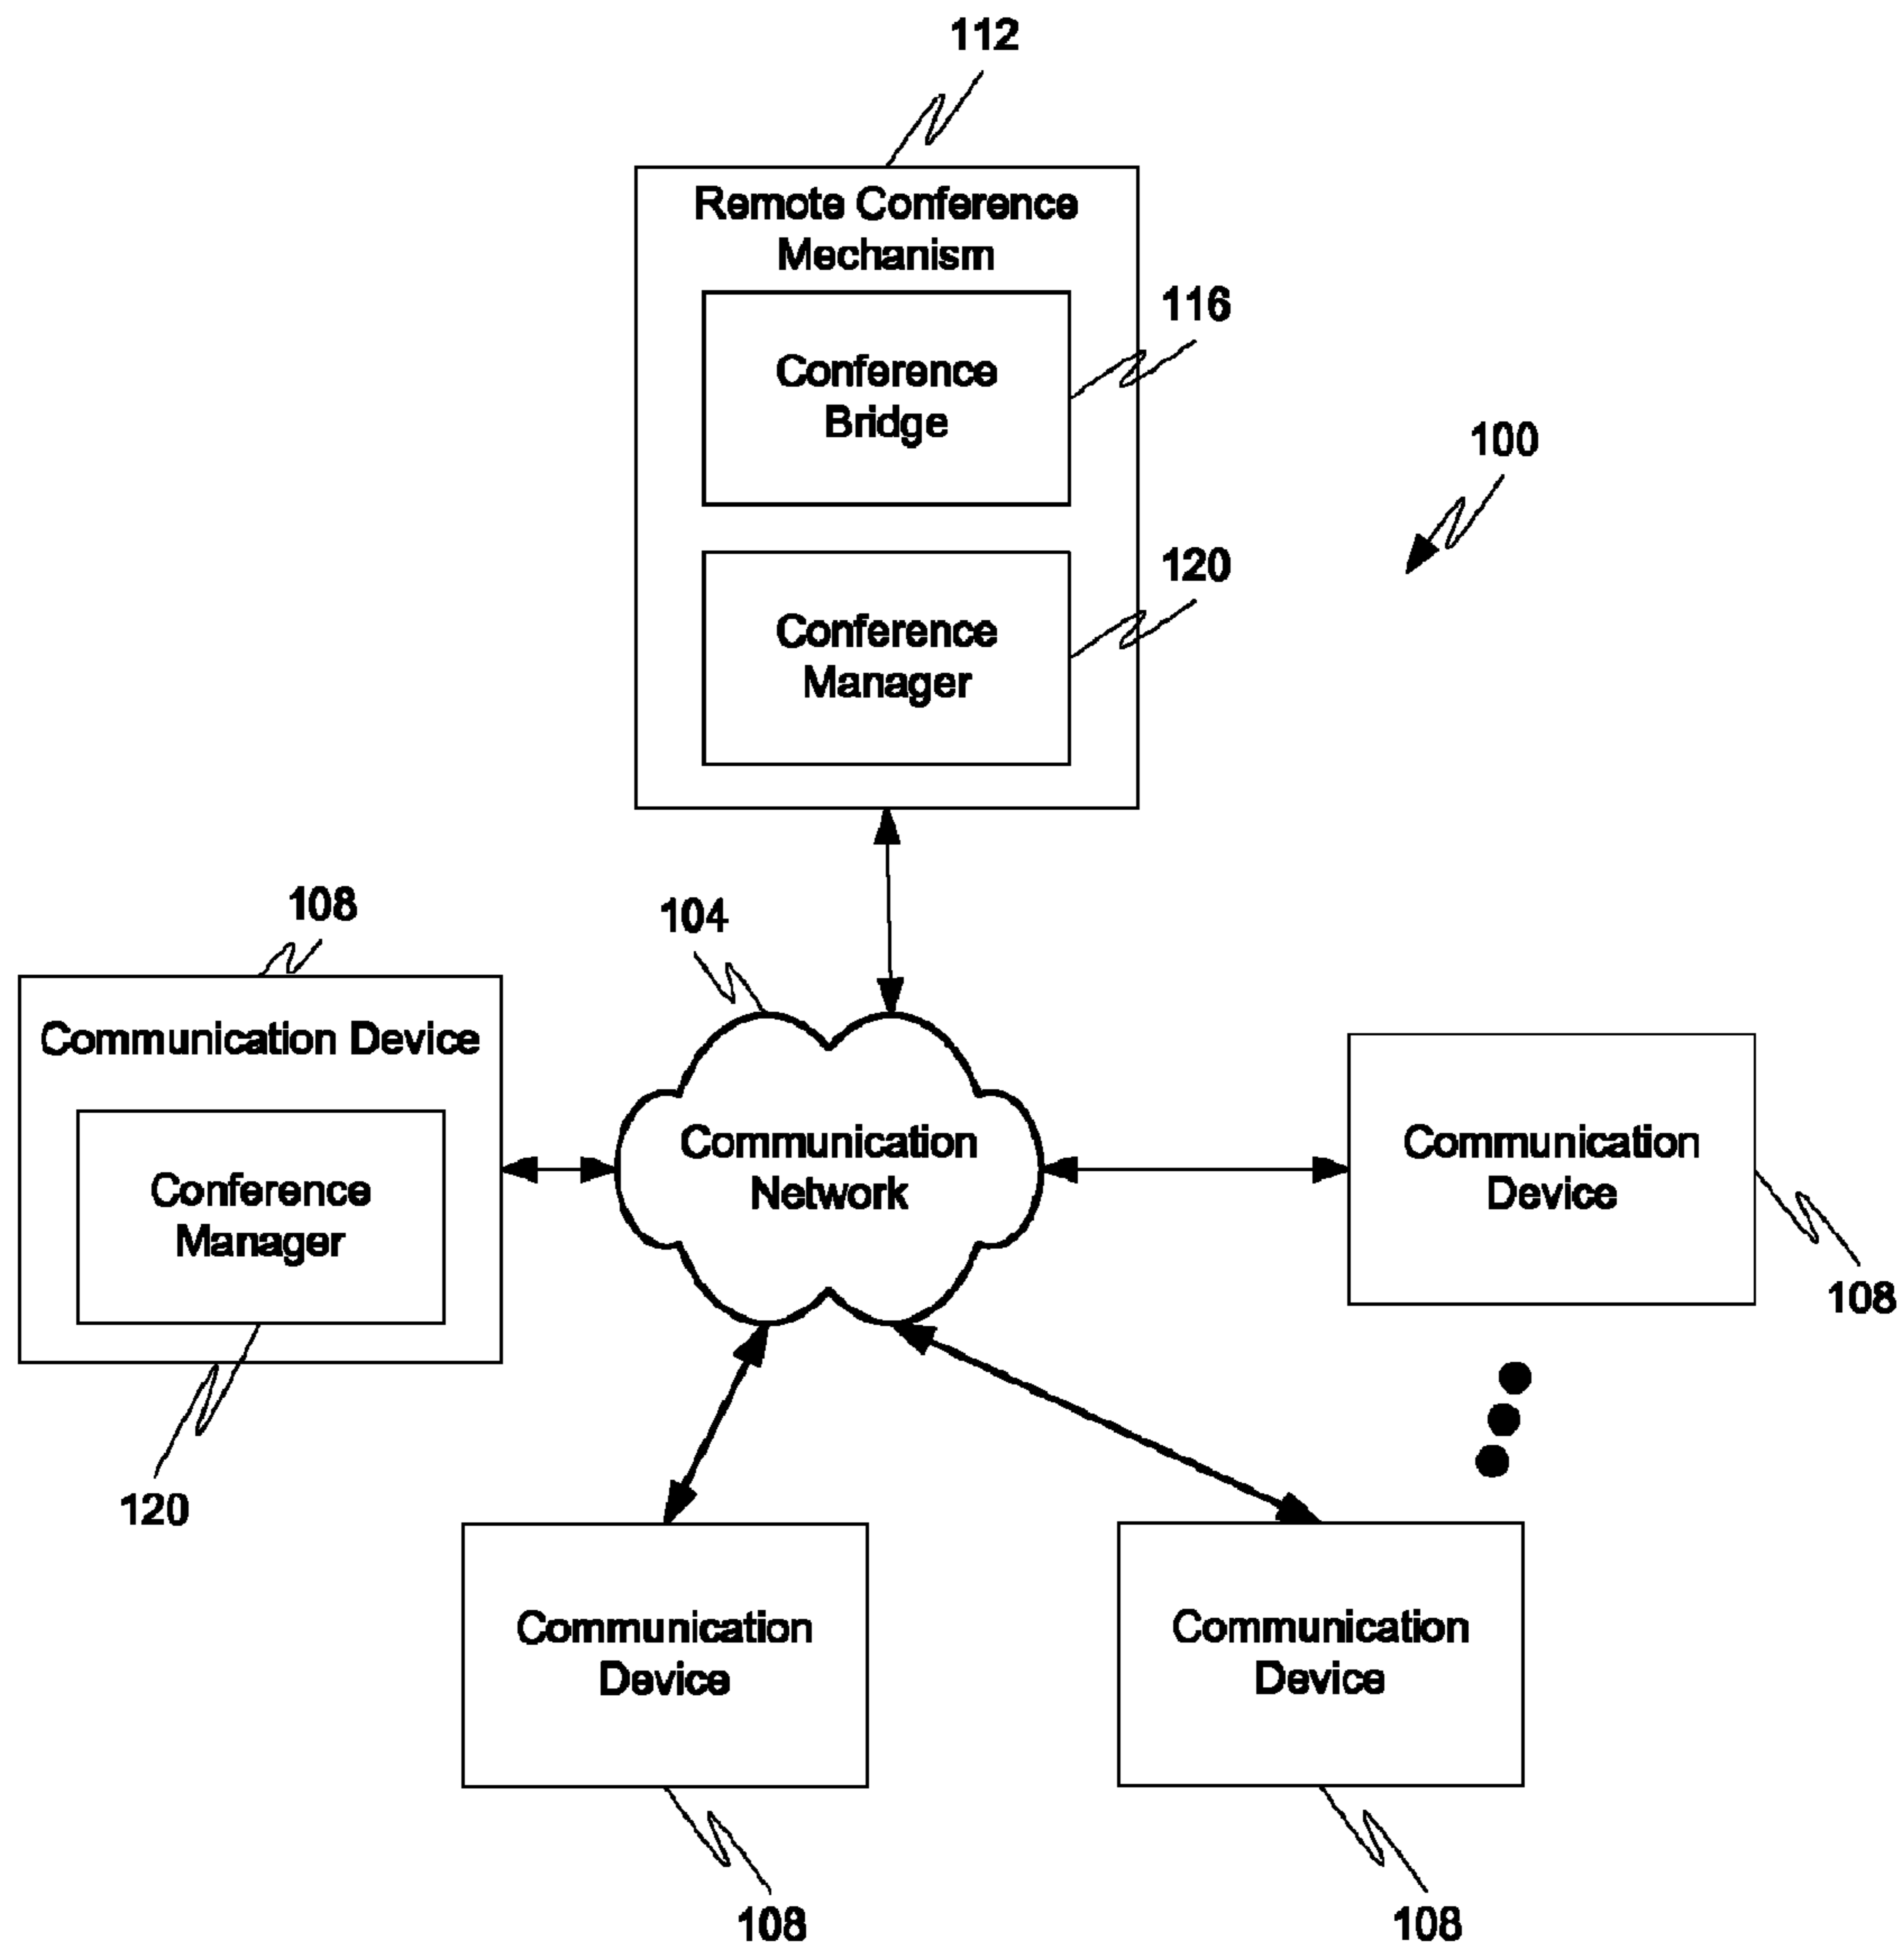 112
Remote Conference
Mechanism
116
Conference
Bridge
100
120
Conference
Manager
108
104
Communication Device
Communication
Network
Communication
Device
Conference
Manager
108
120
Communication
Device
Communication
Device
108
108